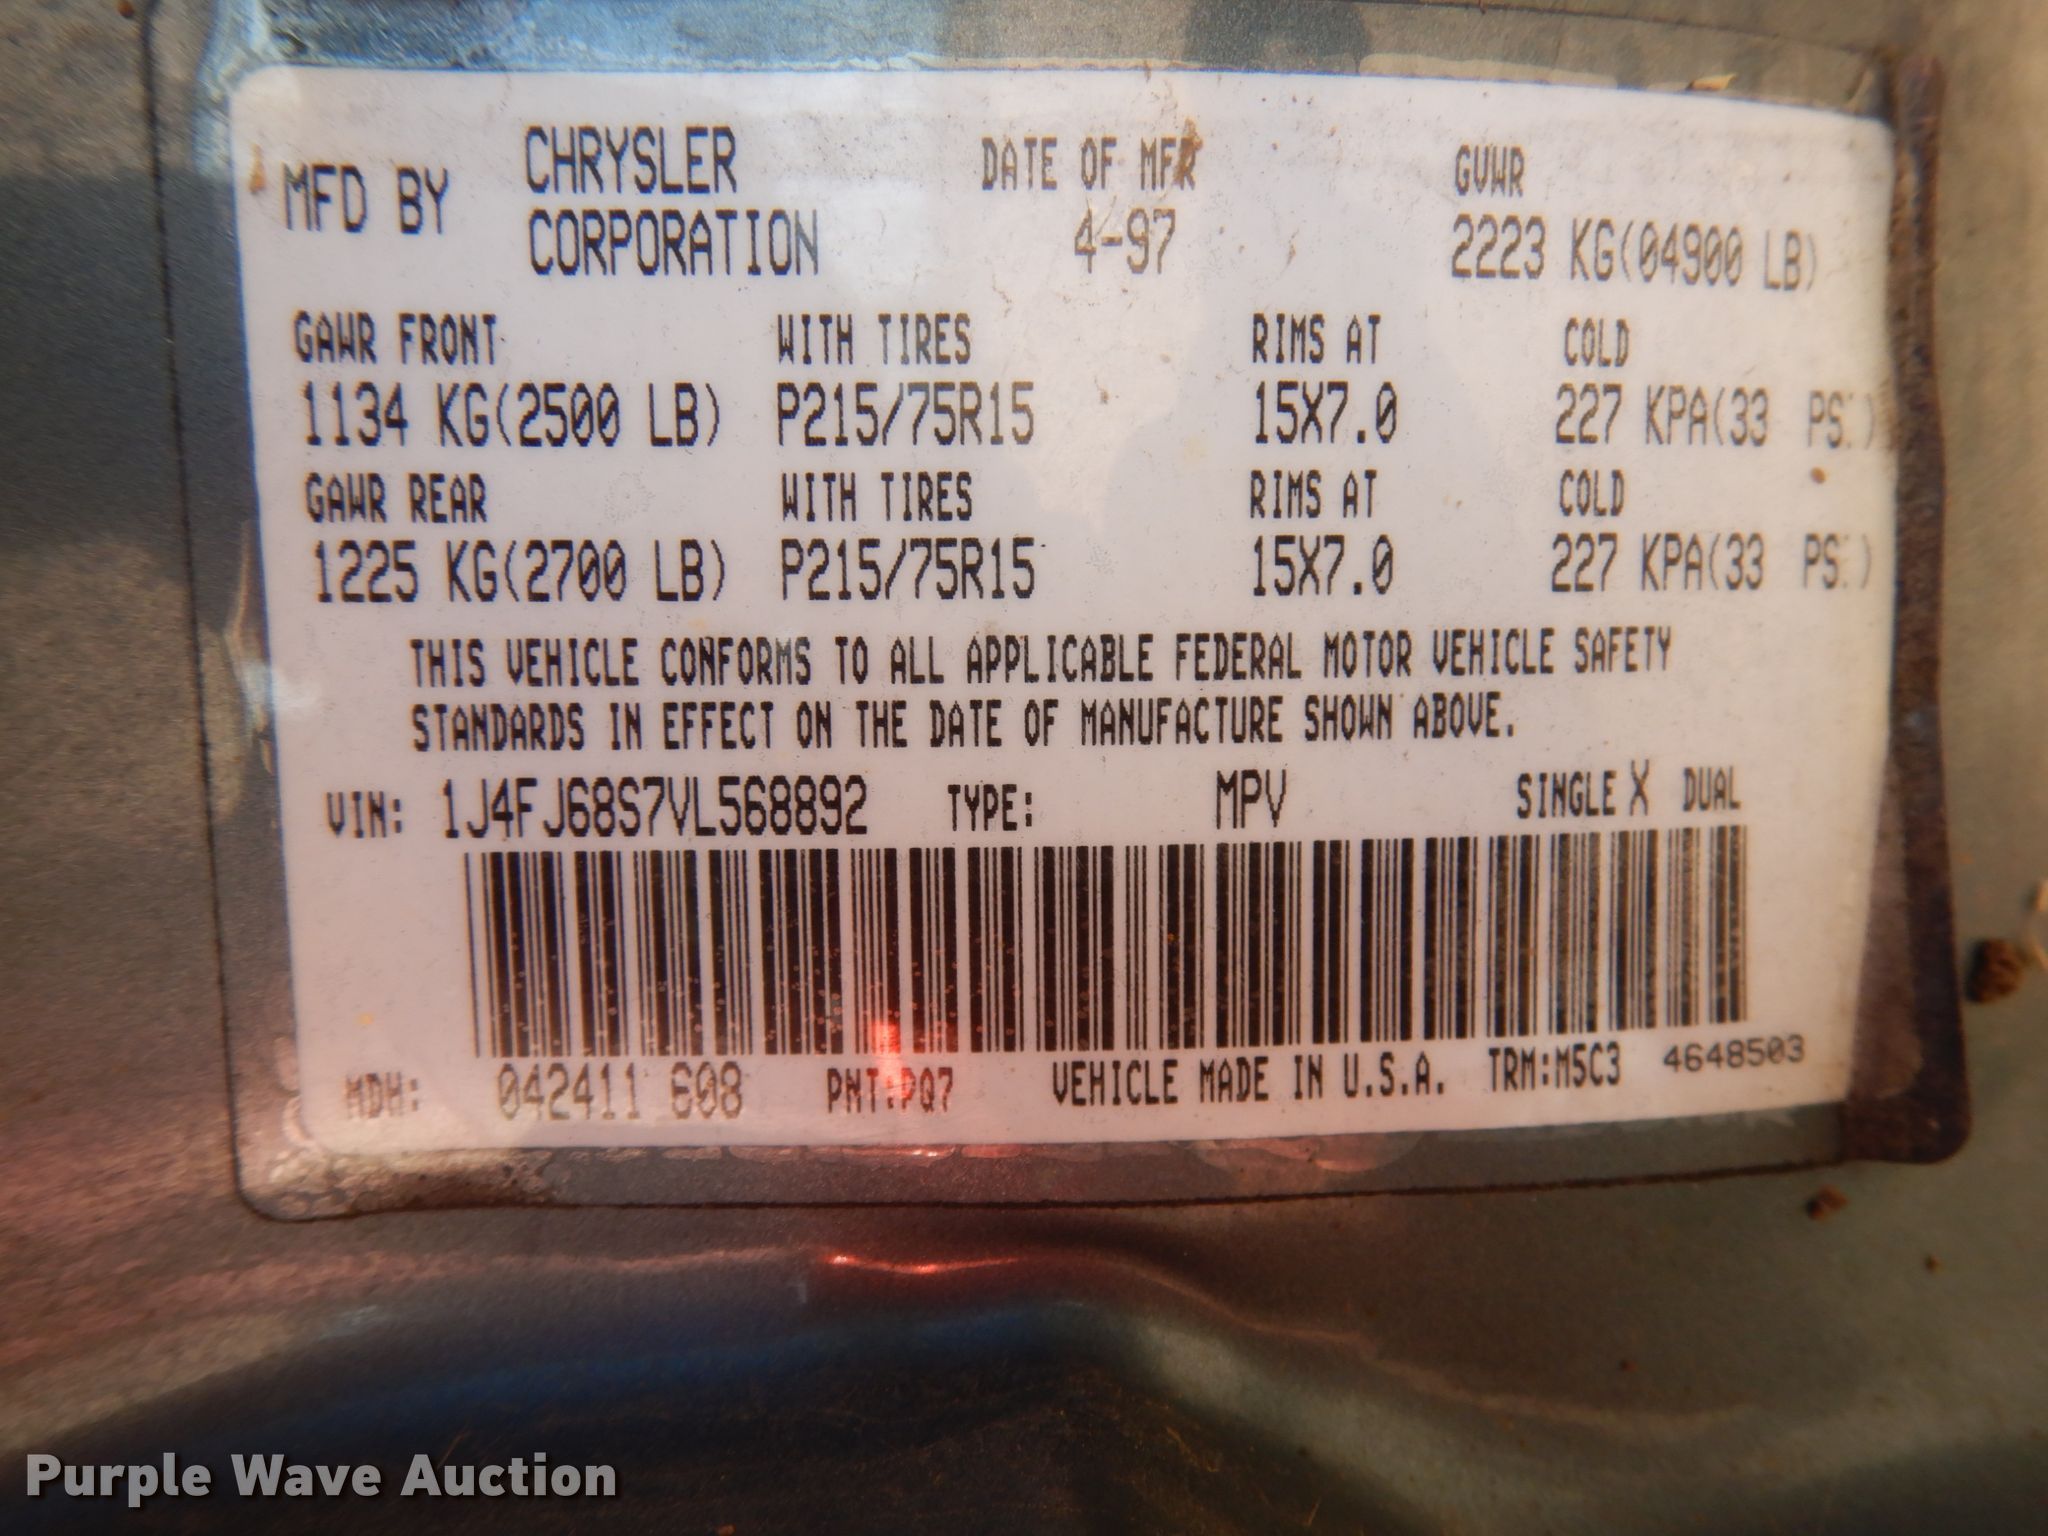 MFD BY CHRYSLER CORPORATION DATE OF MFR 4-97 GVWR 2223 KG(04900 LB)
GAWR FRONT WITH TIRES RIMS AT COLD
1134 KG(2500 LB) P215/75R15 15X7.0 227 KPA(33 PSI)
GAWR REAR WITH TIRES RIMS AT COLD
1225 KG(2700 LB) P215/75R15 15X7.0 227 KPA(33 PSI)
THIS VEHICLE CONFORMS TO ALL APPLICABLE FEDERAL MOTOR VEHICLE SAFETY
STANDARDS IN EFFECT ON THE DATE OF MANUFACTURE SHOWN ABOVE.
VIN: 1J4FJ68S7VL568892 TYPE: MPV SINGLE X DUAL
MDH: 042411 608 PNT:PQ7 VEHICLE MADE IN U.S.A. TRM:M5C3 4648503
Purple Wave Auction